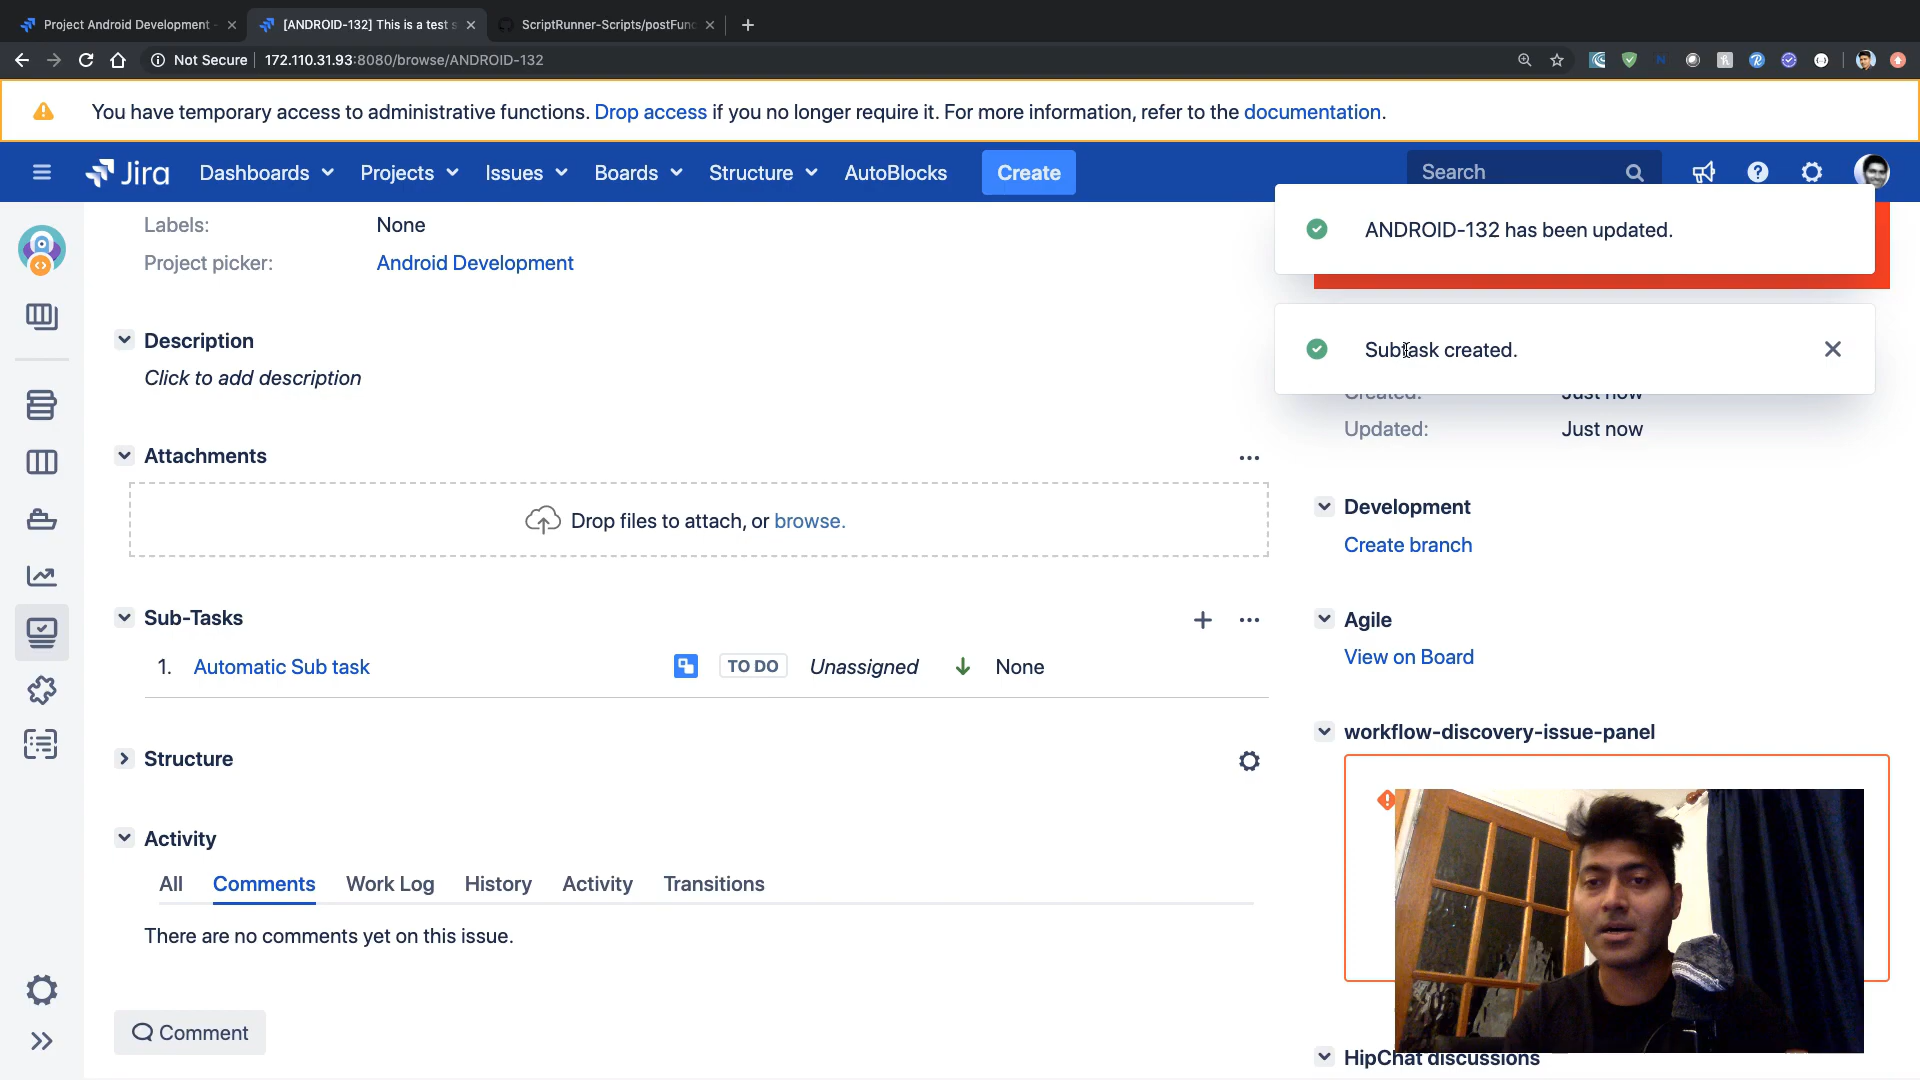 Project Android Development -
[ANDROID-132] This is a test s
ScriptRunner-Scripts/postFunc
Not Secure
172.110.31.93:8080/browse/ANDROID-132
You have temporary access to administrative functions. Drop access if you no longer require it. For more information, refer to the documentation.
Jira
Dashboards
Projects
Issues
Boards
Structure
AutoBlocks
Create
Search
Labels: None
Project picker: Android Development
ANDROID-132 has been updated.
Subtask created.
Created: Just now
Updated: Just now
Description
Click to add description
Attachments
Drop files to attach, or browse.
Development
Create branch
Sub-Tasks
1. Automatic Sub task TO DO Unassigned None
Agile
View on Board
workflow-discovery-issue-panel
Structure
Activity
All Comments Work Log History Activity Transitions
There are no comments yet on this issue.
Comment
HipChat discussions